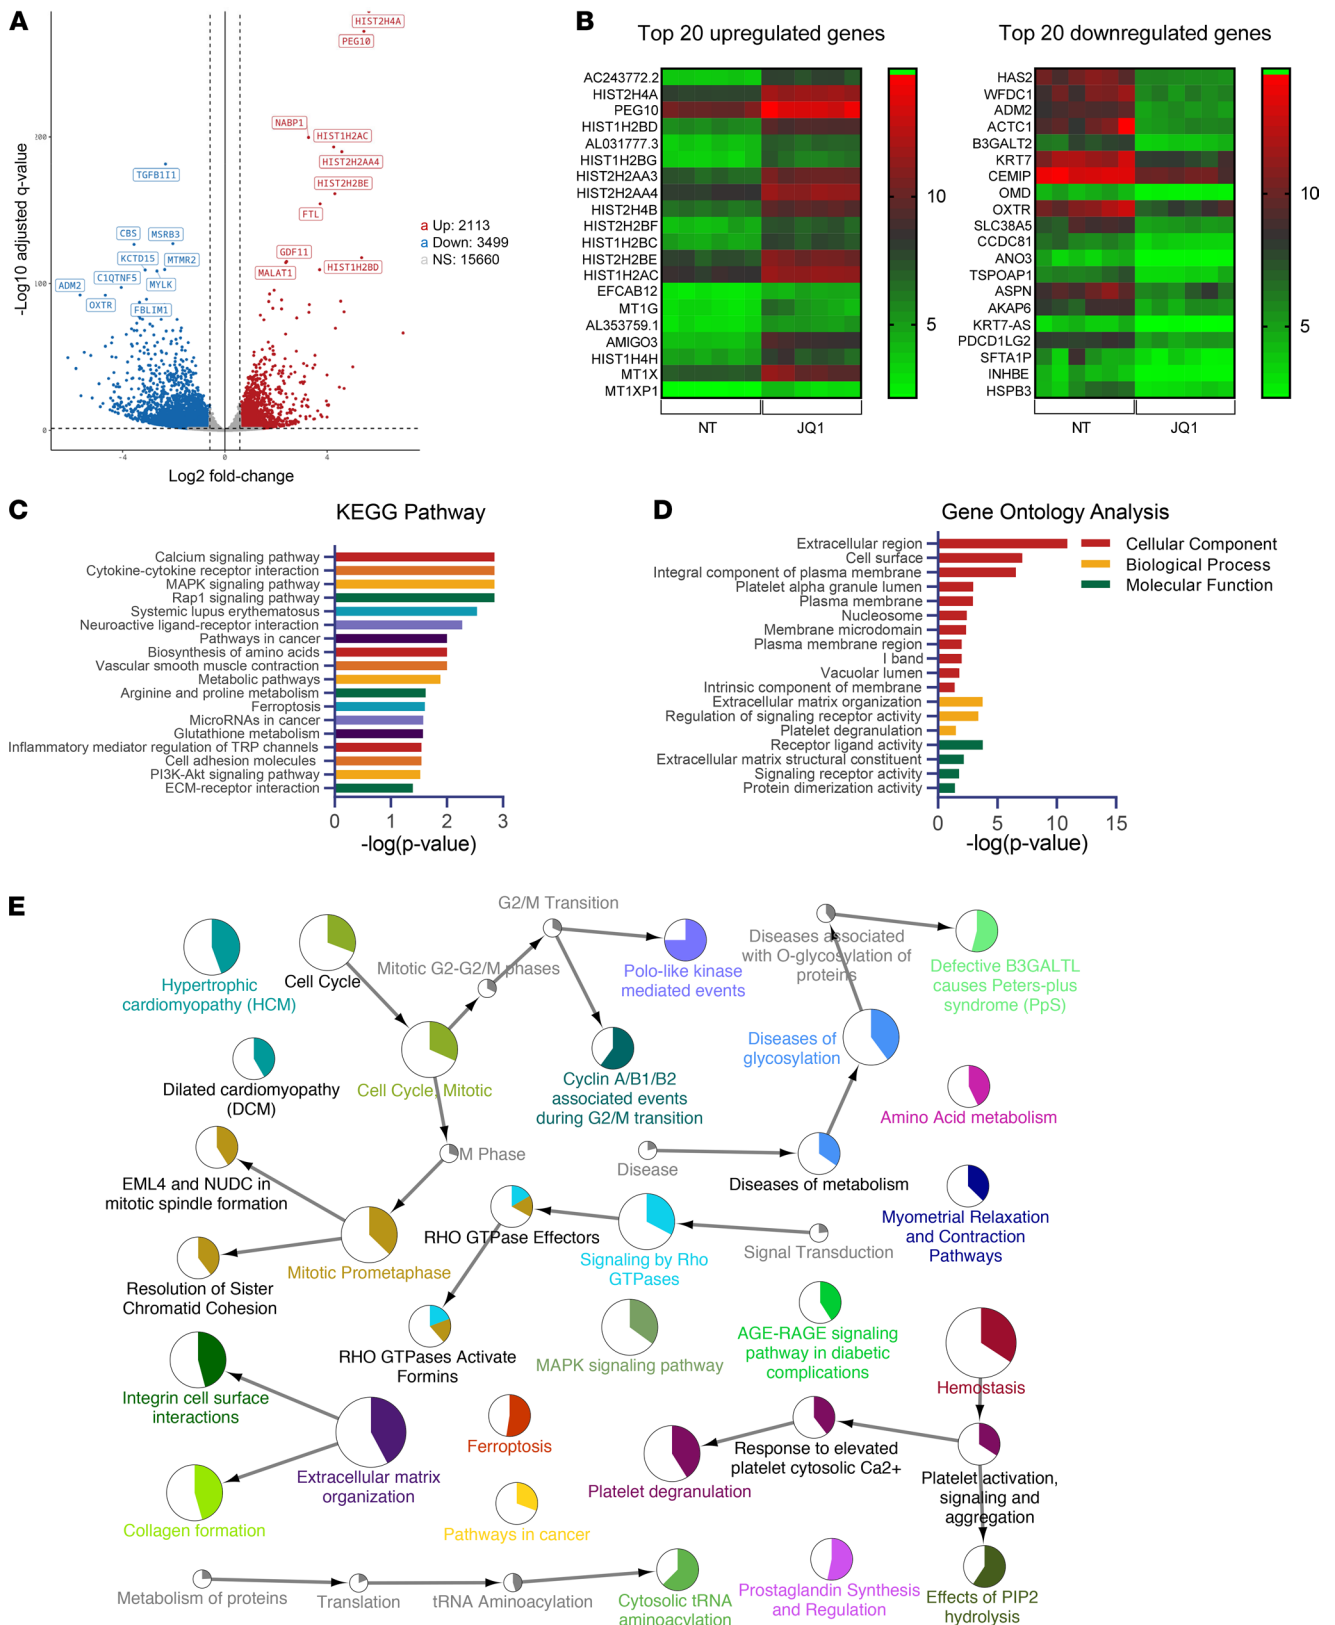 A
HIST2H4A
PEG10
NABP1
HIST1H2AC
HIST2H2AA4
TGFB1I1
HIST2H2BE
FTL
CBS
MSRB3
GDF11
KCTD15
MTMR2
MALAT1
HIST1H2BD
C1QTNF5
MYLK
ADM2
OXTR
FBLIM1
200
100
0
-4
0
4
-Log10 adjusted q-value
Log2 fold-change
a Up: 2113
a Down: 3499
a NS: 15660
B
Top 20 upregulated genes
AC243772.2
HIST2H4A
PEG10
HIST1H2BD
AL031777.3
HIST1H2BG
HIST2H2AA3
HIST2H2AA4
HIST2H4B
HIST2H2BF
HIST1H2BC
HIST2H2BE
HIST1H2AC
EFCAB12
MT1G
AL353759.1
AMIGO3
HIST1H4H
MT1X
MT1XP1
NT
JQ1
10
5
Top 20 downregulated genes
HAS2
WFDC1
ADM2
ACTC1
B3GALT2
KRT7
CEMIP
OMD
OXTR
SLC38A5
CCDC81
ANO3
TSPOAP1
ASPN
AKAP6
KRT7-AS
PDCD1LG2
SFTA1P
INHBE
HSPB3
NT
JQ1
10
5
C
KEGG Pathway
Calcium signaling pathway
Cytokine-cytokine receptor interaction
MAPK signaling pathway
Rap1 signaling pathway
Systemic lupus erythematosus
Neuroactive ligand-receptor interaction
Pathways in cancer
Biosynthesis of amino acids
Vascular smooth muscle contraction
Metabolic pathways
Arginine and proline metabolism
Ferroptosis
MicroRNAs in cancer
Glutathione metabolism
Inflammatory mediator regulation of TRP channels
Cell adhesion molecules
PI3K-Akt signaling pathway
ECM-receptor interaction
0
1
2
3
-log(p-value)
D
Gene Ontology Analysis
Extracellular region
Cell surface
Integral component of plasma membrane
Platelet alpha granule lumen
Plasma membrane
Nucleosome
Membrane microdomain
Plasma membrane region
I band
Vacuolar lumen
Intrinsic component of membrane
Extracellular matrix organization
Regulation of signaling receptor activity
Platelet degranulation
Receptor ligand activity
Extracellular matrix structural constituent
Signaling receptor activity
Protein dimerization activity
0
5
10
15
-log(p-value)
Cellular Component
Biological Process
Molecular Function
E
Hypertrophic
cardiomyopathy (HCM)
Cell Cycle
G2/M Transition
Mitotic G2-G2/M phases
Polo-like kinase
mediated events
Diseases associated
with O-glycosylation of
proteins
Defective B3GALTL
causes Peters-plus
syndrome (PpS)
Dilated cardiomyopathy
(DCM)
Cell Cycle, Mitotic
Cyclin A/B1/B2
associated events
during G2/M transition
Diseases of
glycosylation
Amino Acid metabolism
EML4 and NUDC in
mitotic spindle formation
M Phase
Disease
Diseases of metabolism
Myometrial Relaxation
and Contraction
Pathways
Resolution of Sister
Chromatid Cohesion
Mitotic Prometaphase
RHO GTPase Effectors
Signaling by Rho
GTPases
Signal Transduction
RHO GTPases Activate
Formins
MAPK signaling pathway
AGE-RAGE signaling
pathway in diabetic
complications
Hemostasis
Integrin cell surface
interactions
Extracellular matrix
organization
Ferroptosis
Platelet degranulation
Response to elevated
platelet cytosolic Ca2+
Platelet activation,
signaling and
aggregation
Collagen formation
Pathways in cancer
Metabolism of proteins
Translation
tRNA Aminoacylation
Cytosolic tRNA
aminoacylation
Prostaglandin Synthesis
and Regulation
Effects of PIP2
hydrolysis